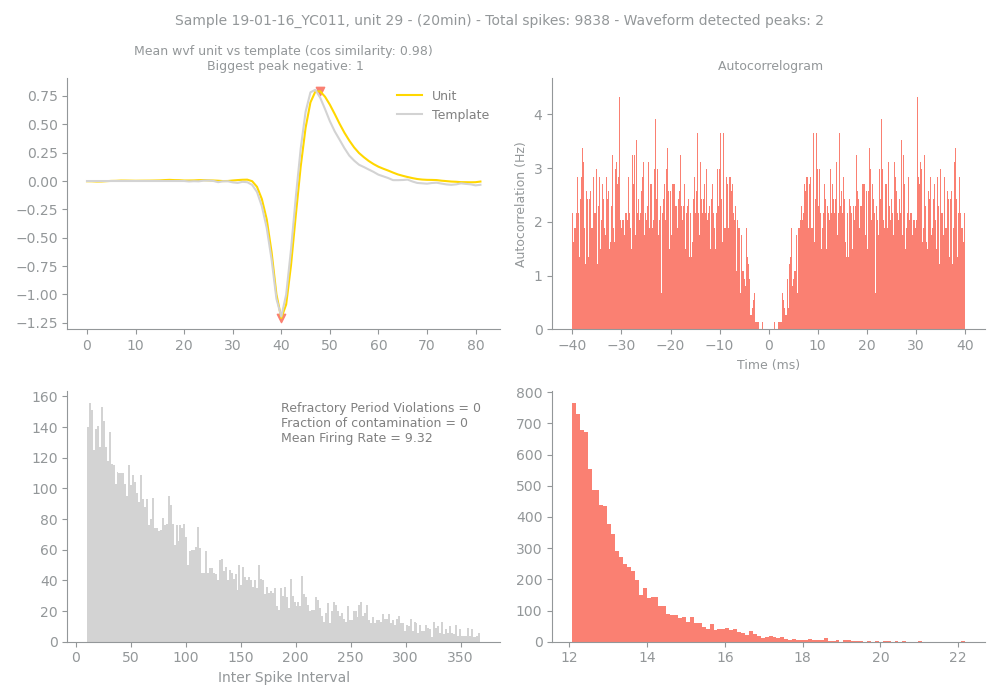 Sample 19-01-16_YC011, unit 29 - (20min) - Total spikes: 9838 - Waveform detected peaks: 2
Mean wvf unit vs template (cos similarity: 0.98)
Biggest peak negative: 1
0.75
0.50
0.25
0.00
−0.25
−0.50
−0.75
−1.00
−1.25
0 10 20 30 40 50 60 70 80
Unit
Template
Autocorrelogram
Autocorrelation (Hz)
4
3
2
1
0
−40 −30 −20 −10 0 10 20 30 40
Time (ms)
160
140
120
100
80
60
40
20
0
Refractory Period Violations = 0
Fraction of contamination = 0
Mean Firing Rate = 9.32
0 50 100 150 200 250 300 350
Inter Spike Interval
800
700
600
500
400
300
200
100
0
12 14 16 18 20 22